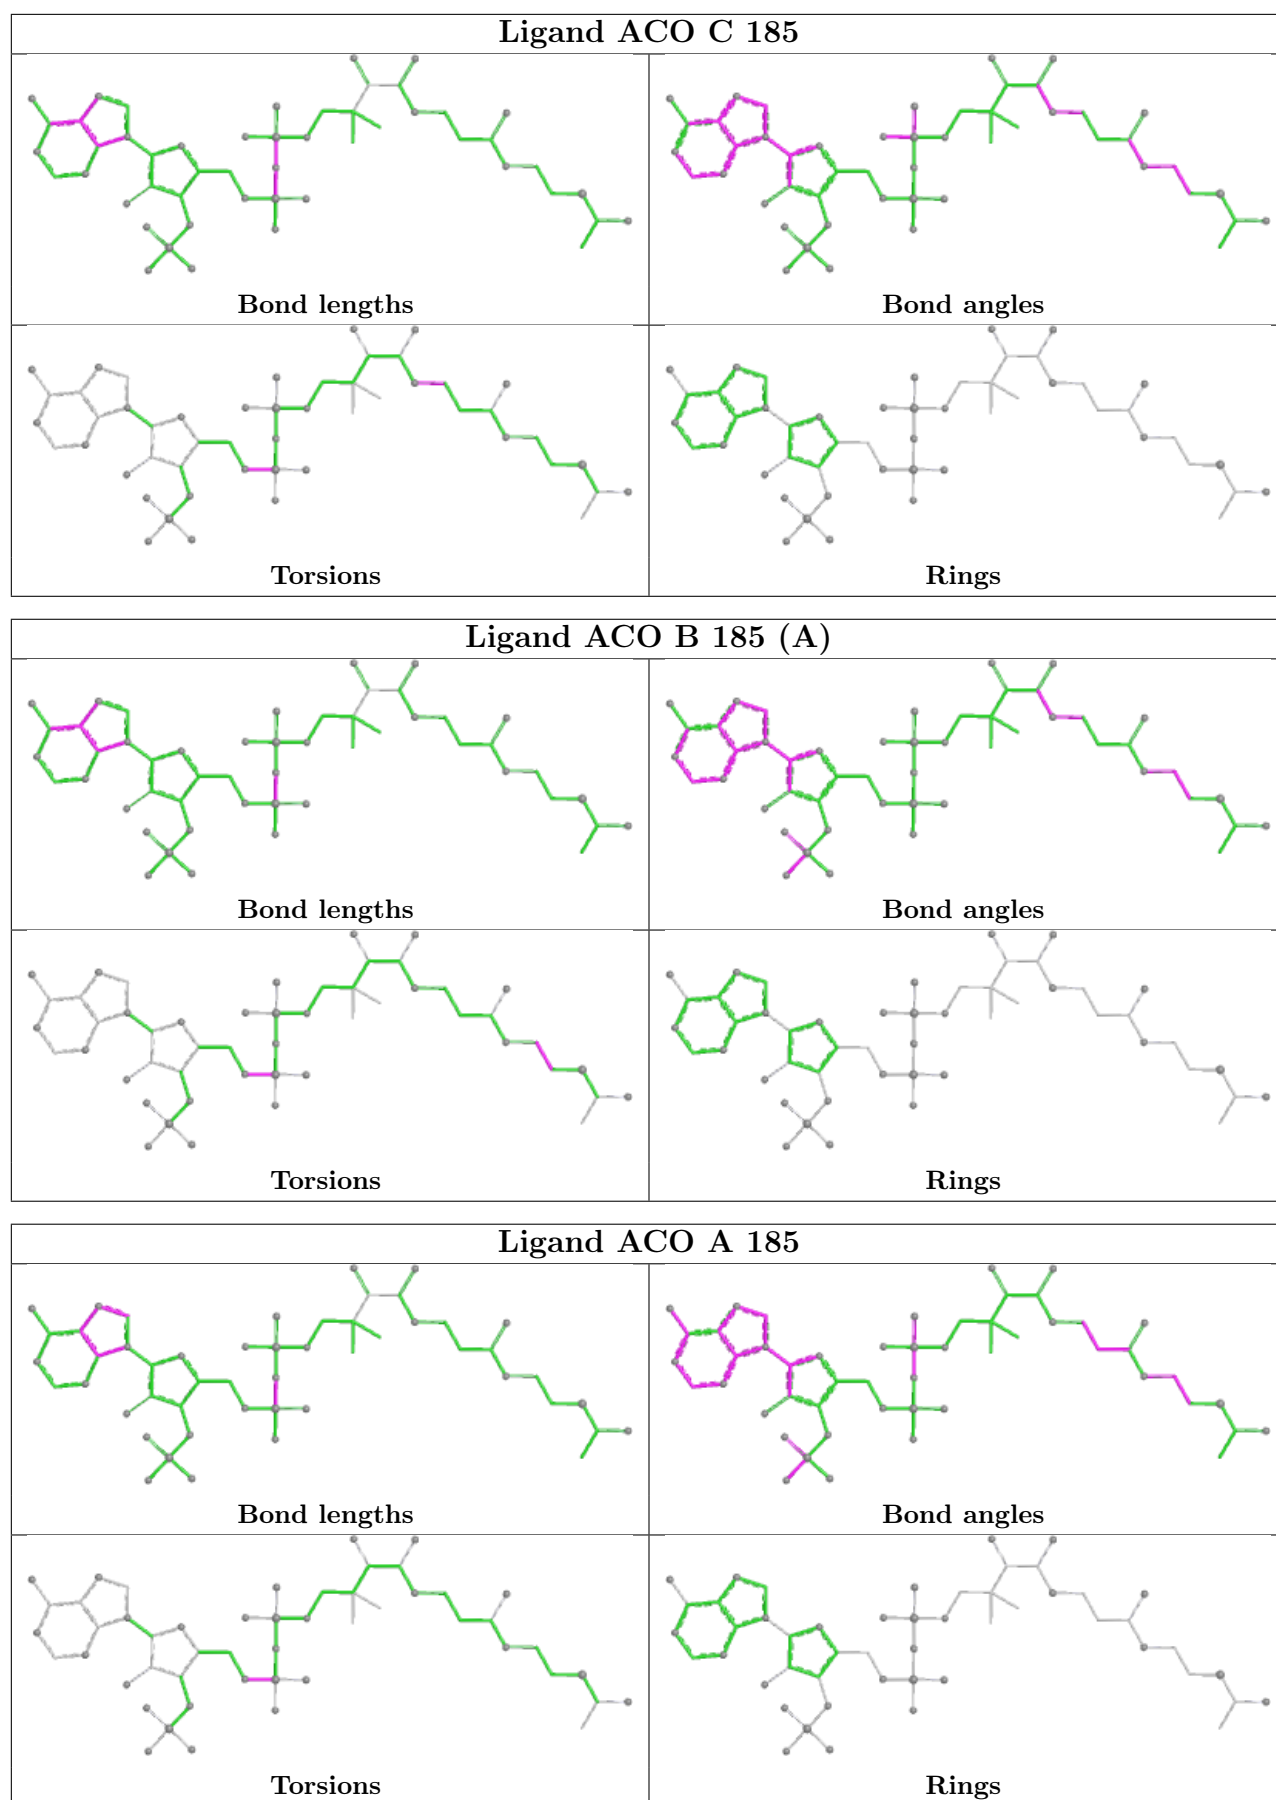 Ligand ACO C 185
Bond lengths
Bond angles
Torsions
Rings
Ligand ACO B 185 (A)
Bond lengths
Bond angles
Torsions
Rings
Ligand ACO A 185
Bond lengths
Bond angles
Torsions
Rings